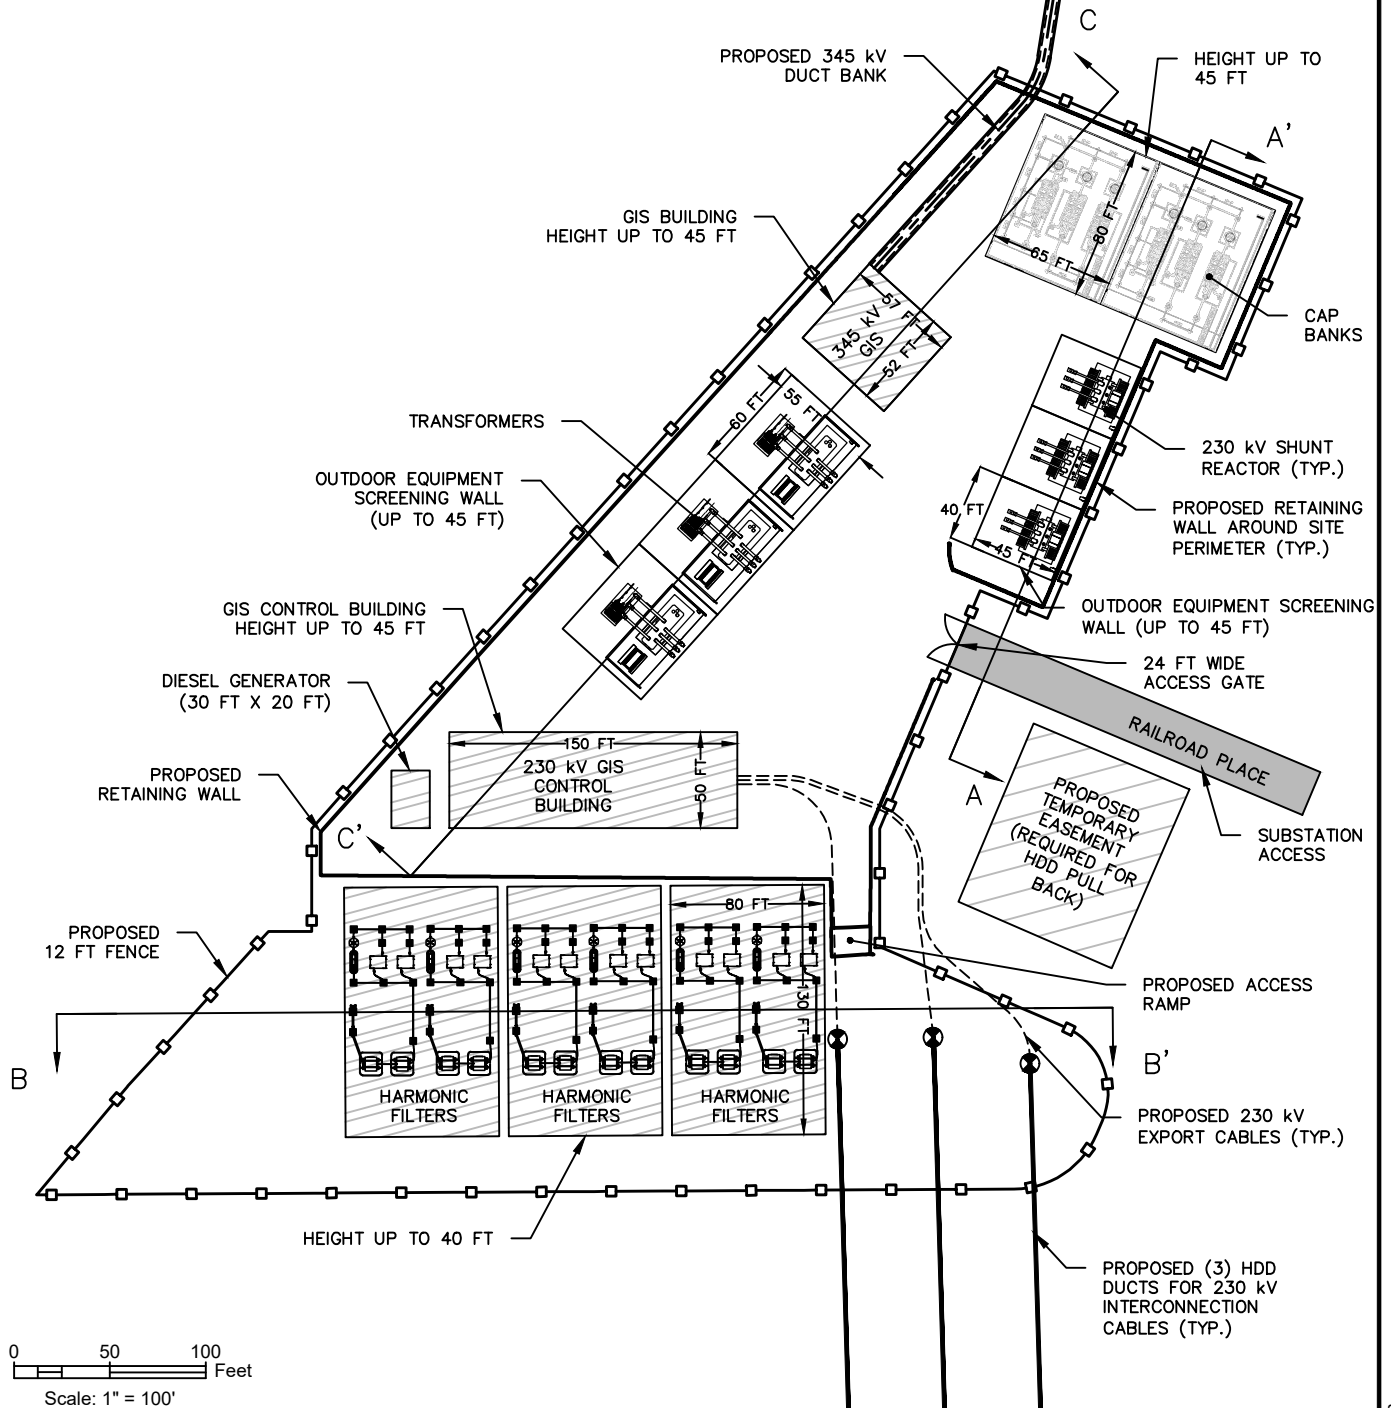 C
PROPOSED 345 kV
DUCT BANK
HEIGHT UP TO
45 FT
A'
GIS BUILDING
HEIGHT UP TO 45 FT
80 FT
65 FT
57 FT
345 kV
GIS
52 FT
CAP
BANKS
TRANSFORMERS
60 FT
55 FT
230 kV SHUNT
REACTOR (TYP.)
OUTDOOR EQUIPMENT
SCREENING WALL
(UP TO 45 FT)
40 FT
45 FT
PROPOSED RETAINING
WALL AROUND SITE
PERIMETER (TYP.)
GIS CONTROL BUILDING
HEIGHT UP TO 45 FT
OUTDOOR EQUIPMENT SCREENING
WALL (UP TO 45 FT)
24 FT WIDE
ACCESS GATE
DIESEL GENERATOR
(30 FT X 20 FT)
RAILROAD PLACE
150 FT
230 kV GIS
CONTROL
BUILDING
50 FT
PROPOSED
RETAINING WALL
A
PROPOSED
TEMPORARY
EASEMENT
(REQUIRED FOR
HDD PULL
BACK)
C'
SUBSTATION
ACCESS
80 FT
PROPOSED
12 FT FENCE
130 FT
PROPOSED ACCESS
RAMP
B
B'
HARMONIC
FILTERS
HARMONIC
FILTERS
HARMONIC
FILTERS
PROPOSED 230 kV
EXPORT CABLES (TYP.)
HEIGHT UP TO 40 FT
PROPOSED (3) HDD
DUCTS FOR 230 kV
INTERCONNECTION
CABLES (TYP.)
0 50 100
Feet
Scale: 1" = 100'